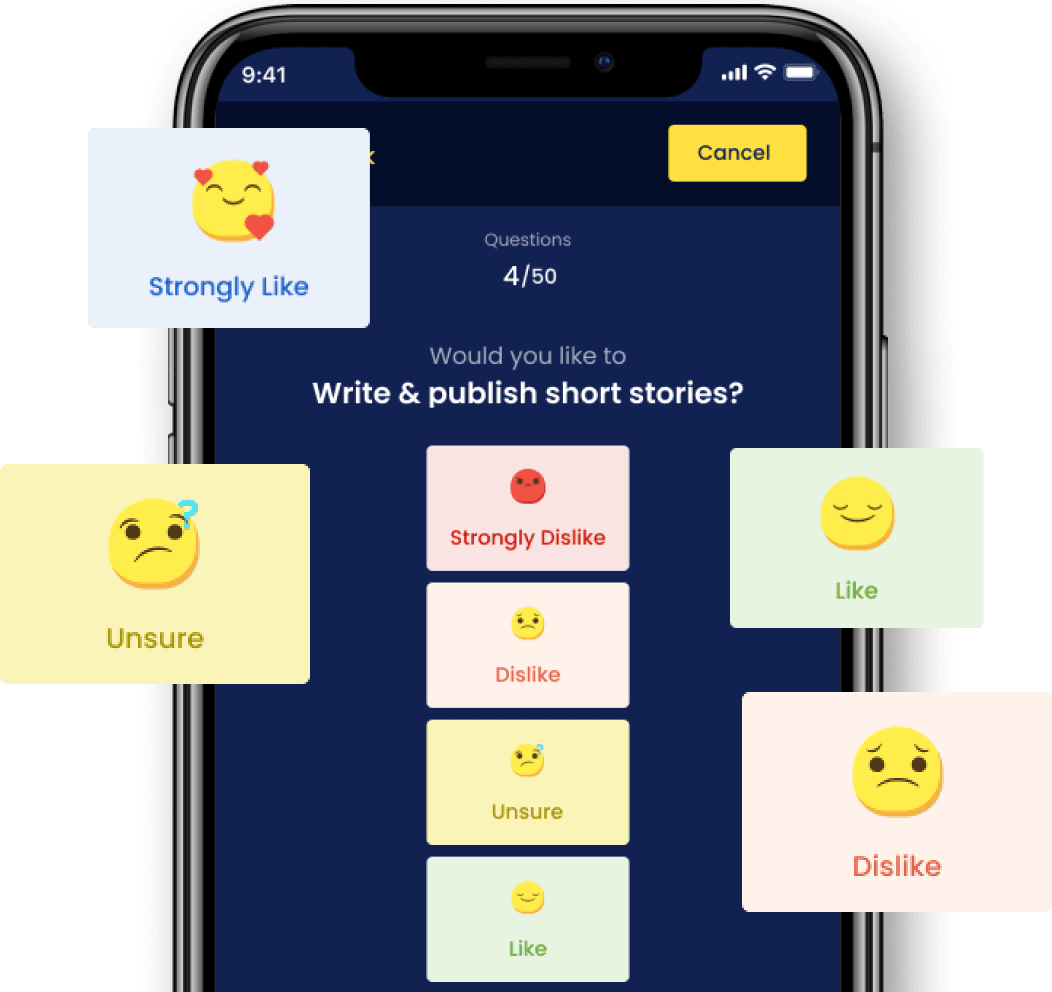 9:41
Cancel
Strongly Like
Questions
4/50
Would you like to
Write & publish short stories?
Strongly Dislike
Unsure
Like
Dislike
Unsure
Dislike
Like